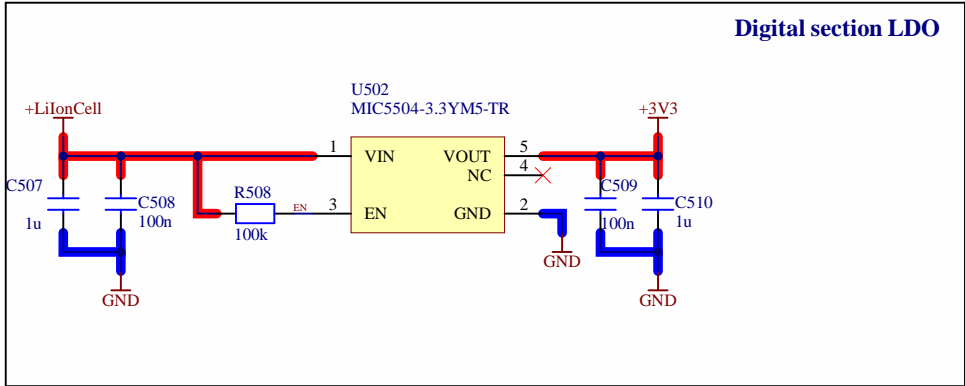 Digital section LDO
U502
MIC5504-3.3YM5-TR
+LiIonCell
+3V3
1
VIN
VOUT
5
NC
4
C507
1u
C508
100n
R508
100k
EN
3
EN
GND
2
C509
100n
C510
1u
GND
GND
GND